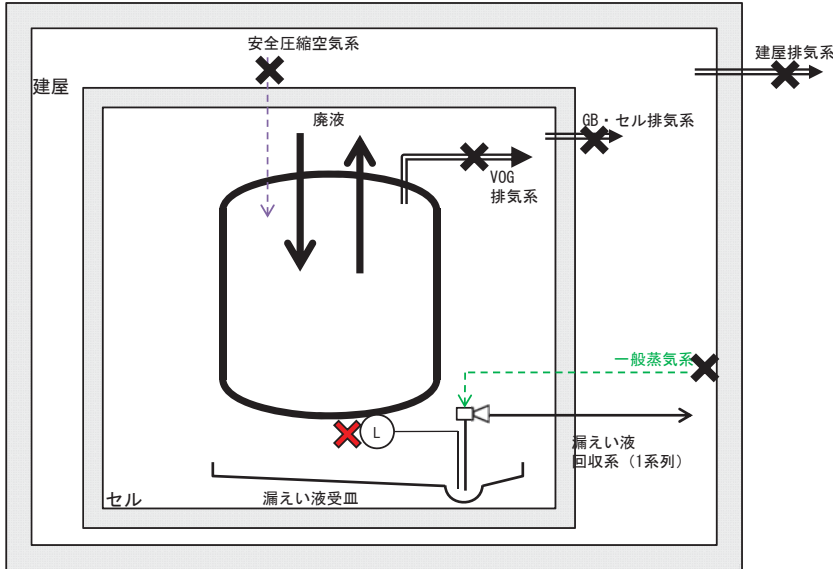 安全圧縮空気系
建屋排気系
建屋
廃液
GB・セル排気系
VOG
排気系
一般蒸気系
L
漏えい液
回収系（1系列）
セル
漏えい液受皿